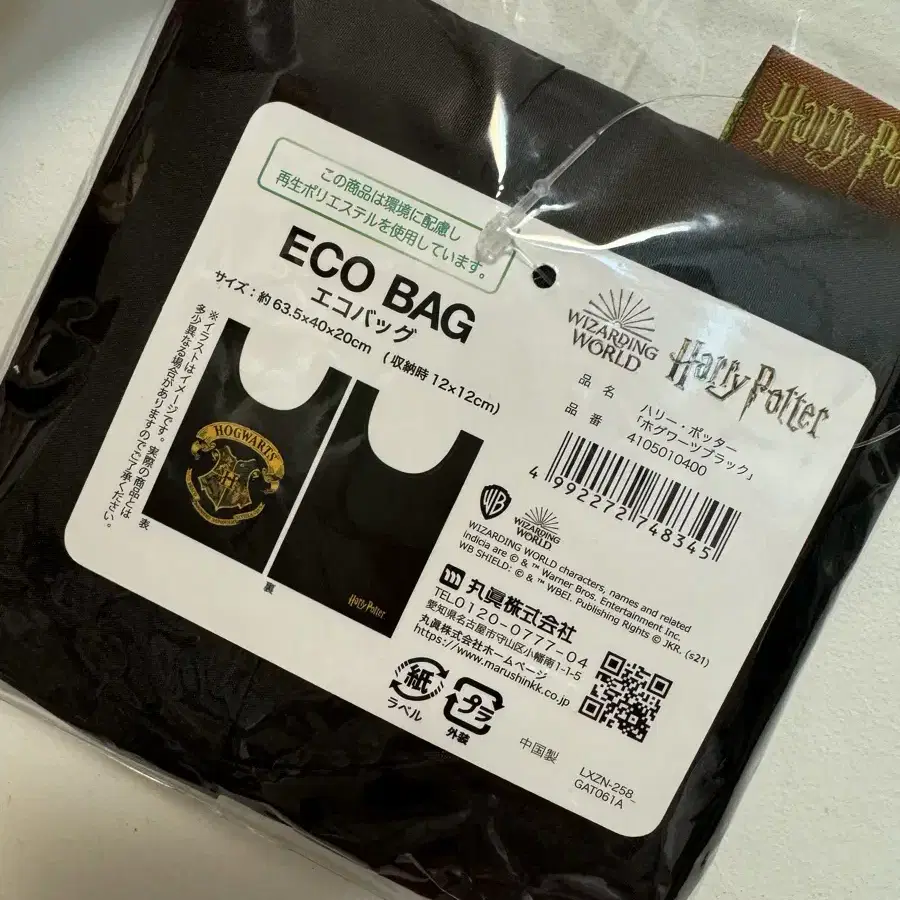 この商品は環境に配慮し
再生ポリエステルを使用しています。
ECO BAG
エコバッグ
サイズ：約63.5×40×20cm （収納時 12×12cm）
※イラストはイメージです。実際の商品とは
多少異なる場合がありますのでご了承ください。
HOGWARTS
表
裏
Harry Potter
WIZARDING
WORLD
Harry Potter
品名 ハリー・ポッター
「ホグワーツブラック」
品番 4105010400
4 992272 748345
WB
WIZARDING
WORLD
WIZARDING WORLD characters, names and related
indicia are © & ™ Warner Bros. Entertainment Inc.
WB SHIELD: © & ™ WBEI. Publishing Rights © JKR. (s21)
丸眞株式会社
TEL0120-0777-04
愛知県名古屋市守山区小幡南1-1-5
丸眞株式会社ホームページ
https://www.marushinkk.co.jp
紙
ラベル
プラ
外装
中国製
LXZN-258_
GAT061A
Harry Po